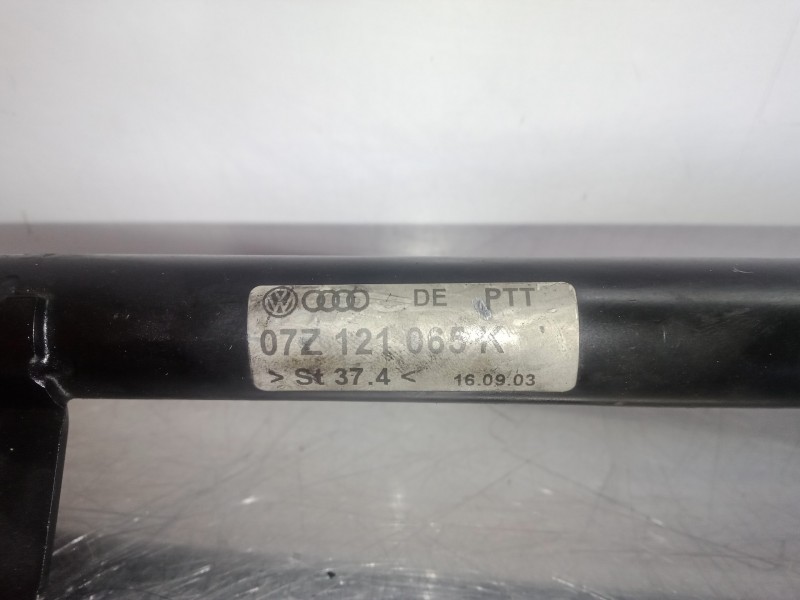 DE PTT
07Z 121 065 K
> St 37.4 < 16.09.03